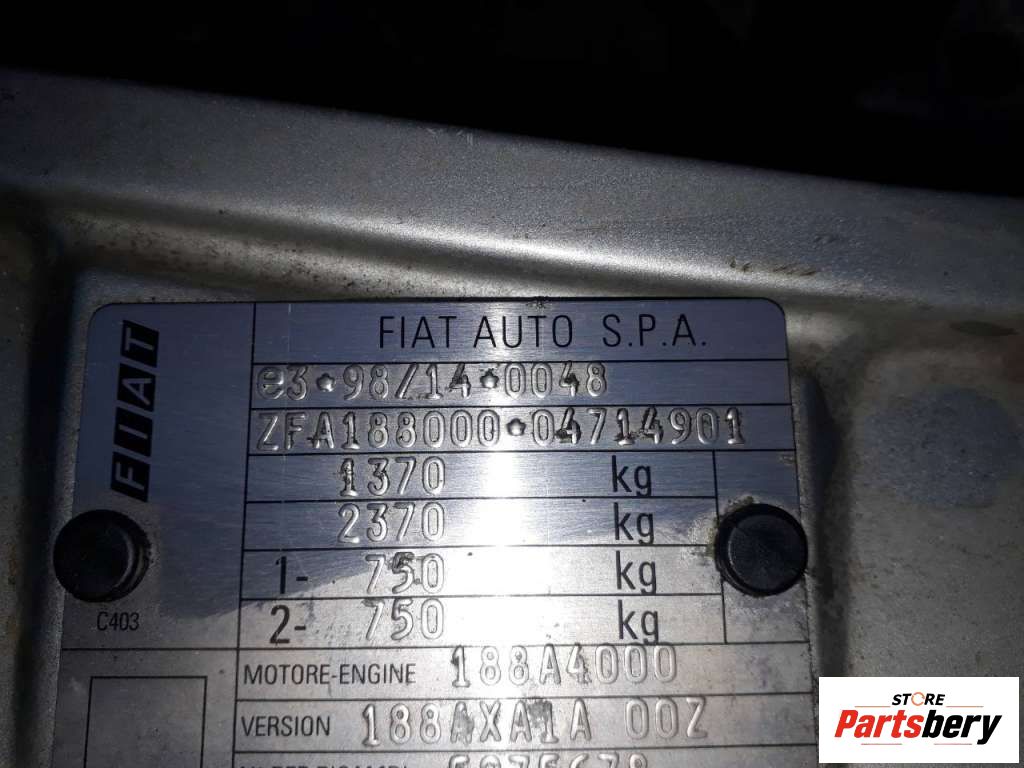 FIAT
FIAT AUTO S.P.A.
e3*98/14*0048
ZFA188000*04714901
1370 kg
2370 kg
1- 750 kg
2- 750 kg
C403
MOTORE-ENGINE 188A4000
VERSION 188AXA1A 00Z
STORE
Partsbery